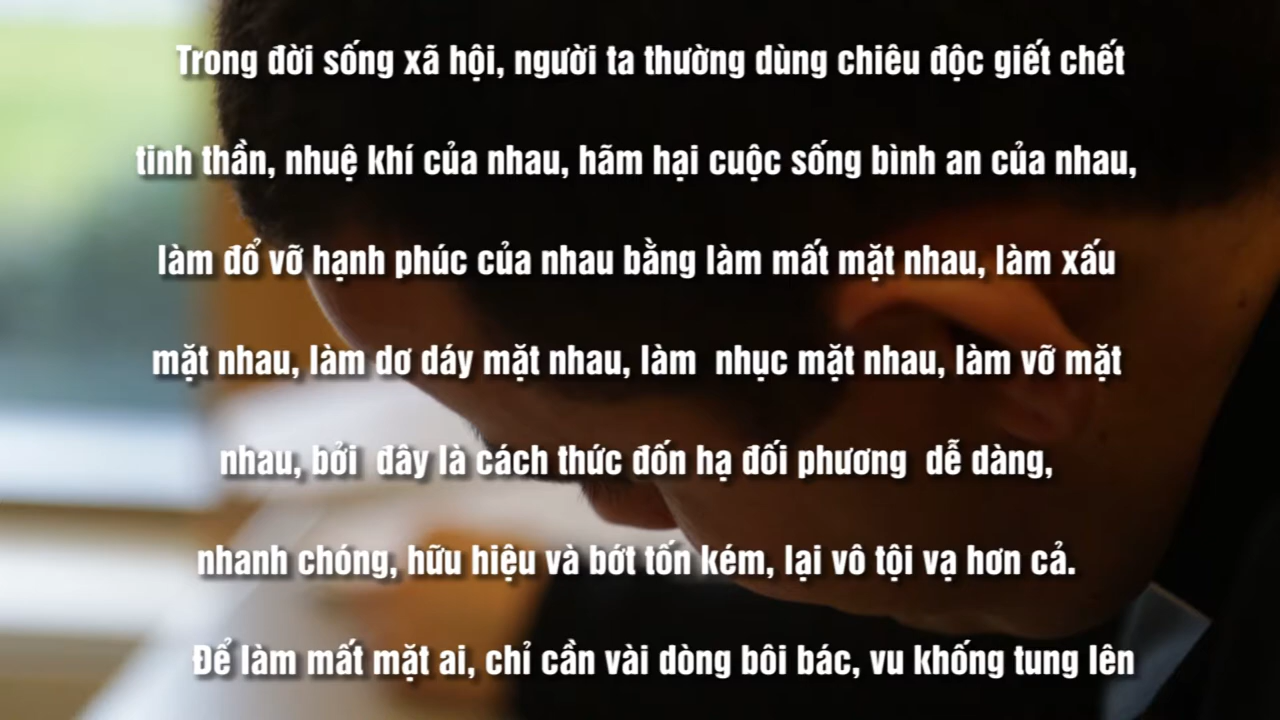 Trong đời sống xã hội, người ta thường dùng chiêu độc giết chết
tinh thần, nhuệ khí của nhau, hãm hại cuộc sống bình an của nhau,
làm đổ vỡ hạnh phúc của nhau bằng làm mất mặt nhau, làm xấu
mặt nhau, làm dơ dáy mặt nhau, làm  nhục mặt nhau, làm vỡ mặt
nhau, bởi  đây là cách thức đốn hạ đối phương  dễ dàng,
nhanh chóng, hữu hiệu và bớt tốn kém, lại vô tội vạ hơn cả.
Để làm mất mặt ai, chỉ cần vài dòng bôi bác, vu khống tung lên